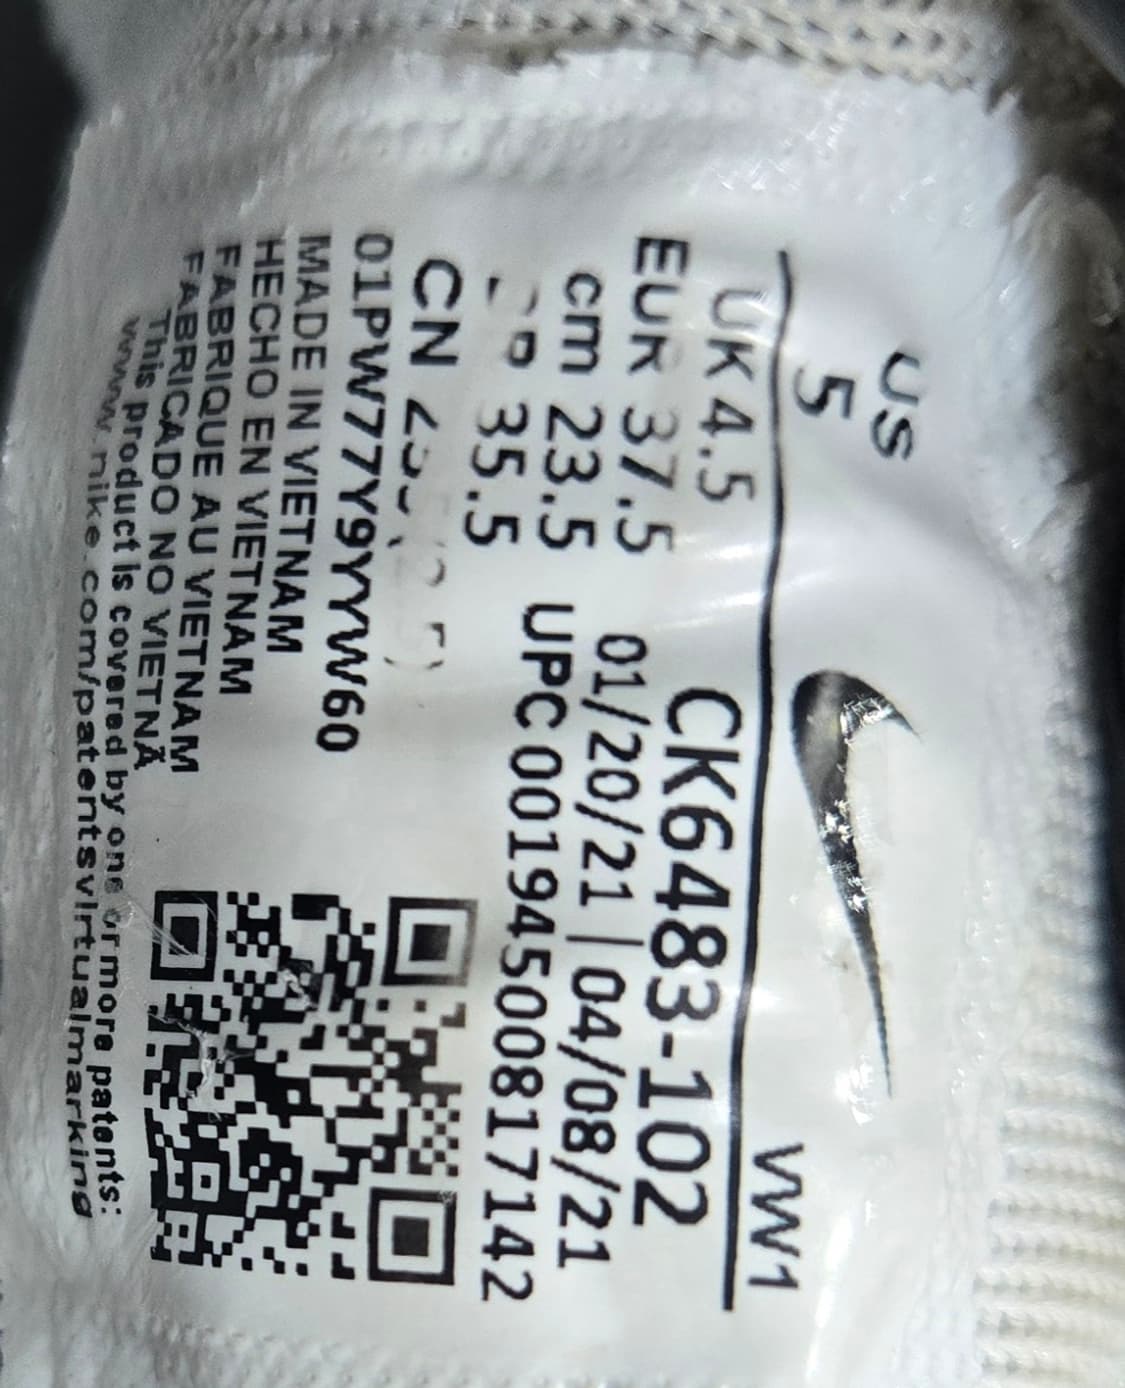 US
5
VW1
UK 4.5
CK6483-102
EUR 37.5
01/20/21 | 04/08/21
cm 23.5
UPC 00194500817142
35.5
CN
01PW77Y9YYW60
MADE IN VIETNAM
HECHO EN VIETNAM
FABRIQUE AU VIETNAM
FABRICADO NO VIETNÃ
This product is covered by one or more patents:
www.nike.com/patentsvirtualmarking